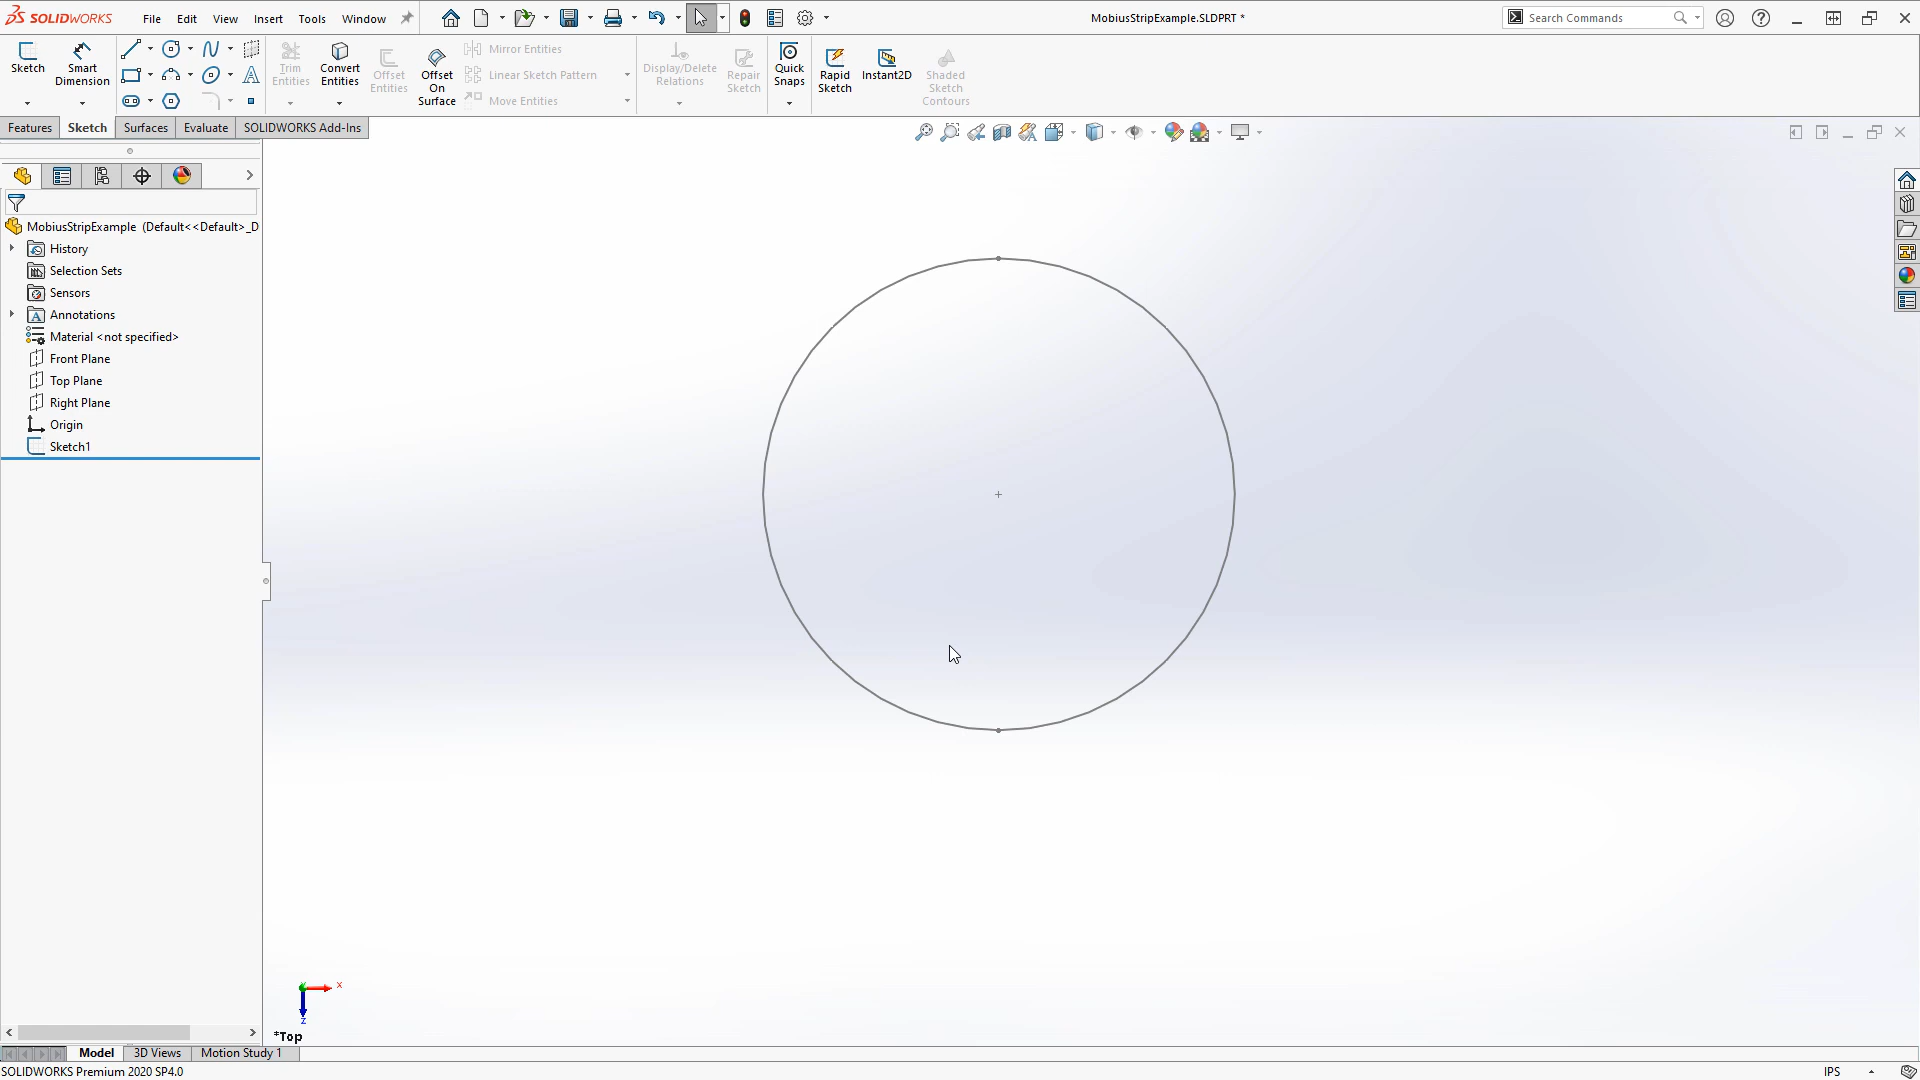 SOLIDWORKS File Edit View Insert Tools Window MobiusStripExample.SLDPRT * Search Commands
Sketch
Smart Dimension
Trim Entities
Convert Entities
Offset Entities
Offset On Surface
Mirror Entities
Linear Sketch Pattern
Move Entities
Display/Delete Relations
Repair Sketch
Quick Snaps
Rapid Sketch
Instant2D
Shaded Sketch Contours
Features Sketch Surfaces Evaluate SOLIDWORKS Add-Ins
MobiusStripExample (Default<<Default>_D
History
Selection Sets
Sensors
Annotations
Material <not specified>
Front Plane
Top Plane
Right Plane
Origin
Sketch1
x
z
*Top
Model 3D Views Motion Study 1
SOLIDWORKS Premium 2020 SP4.0 IPS